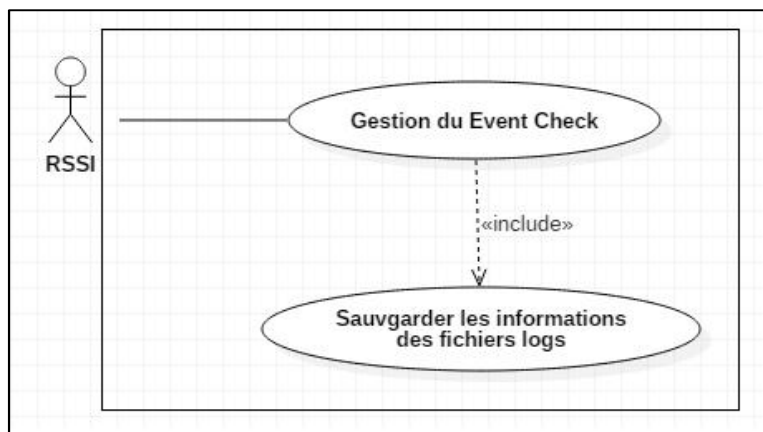 Gestion du Event Check
RSSI
«include»
Sauvgarder les informations
des fichiers logs